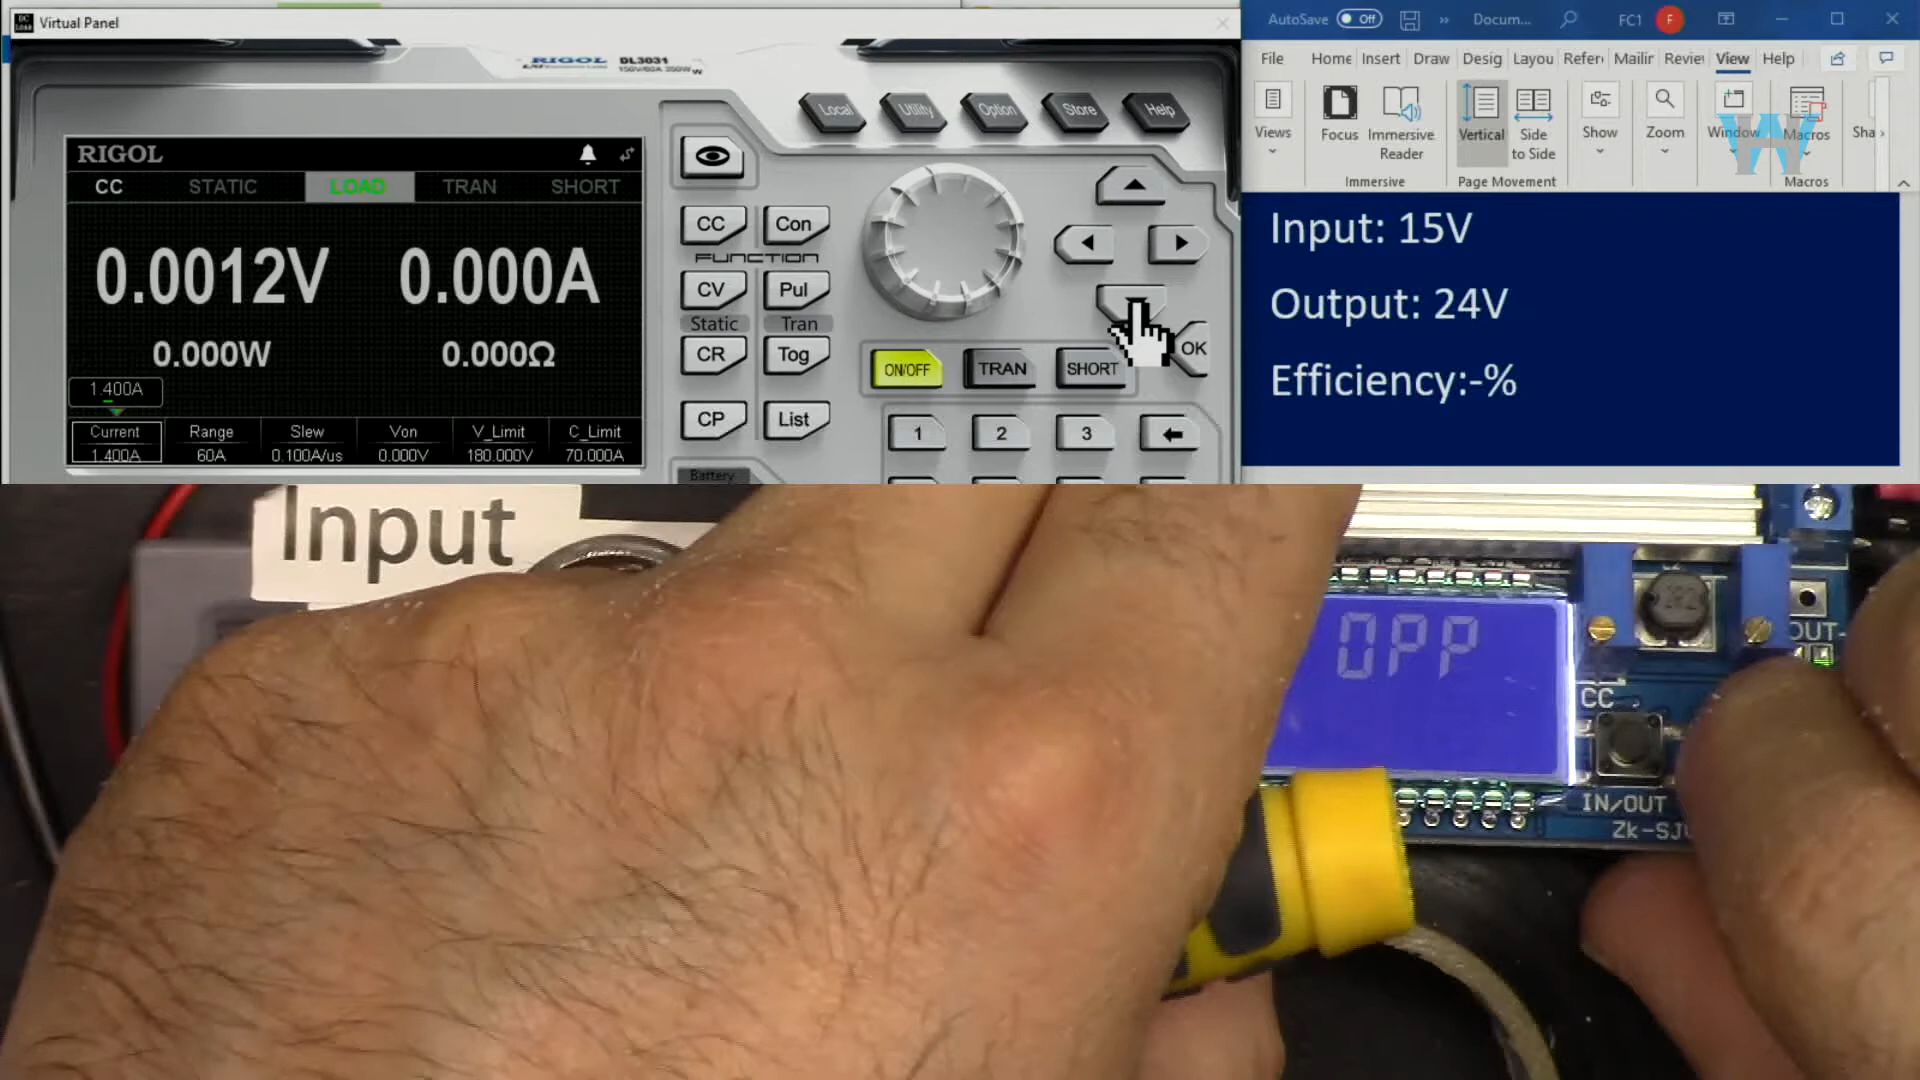 Virtual Panel
RIGOL DL3031
Local Utility Option Store Help
RIGOL
CC STATIC LOAD TRAN SHORT
0.0012V 0.000A
0.000W 0.000Ω
1.400A
Current Range Slew Von V_Limit C_Limit
1.400A 60A 0.100A/us 0.000V 180.000V 70.000A
CC Con
FUNCTION
CV Pul
Static Tran
CR Tog
CP List
Battery
ON/OFF TRAN SHORT OK
1 2 3
AutoSave Off Docum... FC1 F
File Home Insert Draw Desig Layou Refer Mailir Revie View Help
Views Focus Immersive Reader Vertical Side to Side Show Zoom Window Macros Sha
Immersive Page Movement Macros
Input: 15V
Output: 24V
Efficiency:-%
Input
OPP
OUT-
CC
IN/OUT